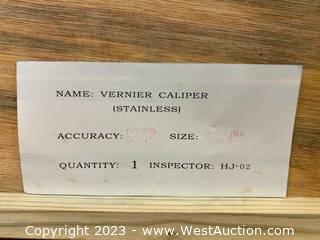 NAME: VERNIER CALIPER
(STAINLESS)
ACCURACY: SIZE:
QUANTITY: 1 INSPECTOR: HJ-02
Copyright 2023 - www.WestAuction.com